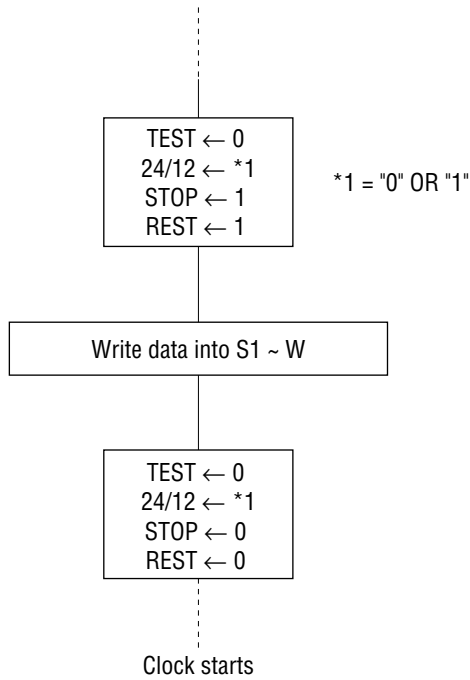 TEST ← 0
24/12 ← *1
STOP ← 1
REST ← 1
*1 = "0" OR "1"
Write data into S1 ~ W
TEST ← 0
24/12 ← *1
STOP ← 0
REST ← 0
Clock starts